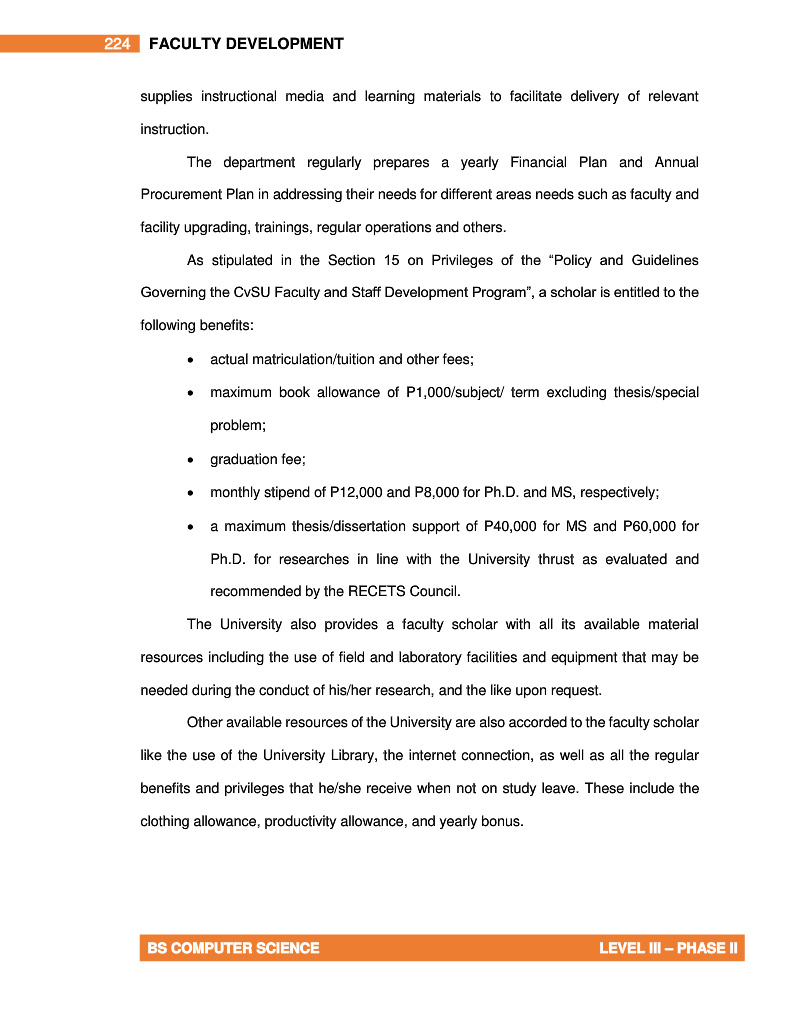 224 FACULTY DEVELOPMENT
supplies instructional media and learning materials to facilitate delivery of relevant
instruction.
The department regularly prepares a yearly Financial Plan and Annual
Procurement Plan in addressing their needs for different areas needs such as faculty and
facility upgrading, trainings, regular operations and others.
As stipulated in the Section 15 on Privileges of the “Policy and Guidelines
Governing the CvSU Faculty and Staff Development Program”, a scholar is entitled to the
following benefits:
• actual matriculation/tuition and other fees;
• maximum book allowance of P1,000/subject/ term excluding thesis/special
problem;
• graduation fee;
• monthly stipend of P12,000 and P8,000 for Ph.D. and MS, respectively;
• a maximum thesis/dissertation support of P40,000 for MS and P60,000 for
Ph.D. for researches in line with the University thrust as evaluated and
recommended by the RECETS Council.
The University also provides a faculty scholar with all its available material
resources including the use of field and laboratory facilities and equipment that may be
needed during the conduct of his/her research, and the like upon request.
Other available resources of the University are also accorded to the faculty scholar
like the use of the University Library, the internet connection, as well as all the regular
benefits and privileges that he/she receive when not on study leave. These include the
clothing allowance, productivity allowance, and yearly bonus.
BS COMPUTER SCIENCE LEVEL III – PHASE II